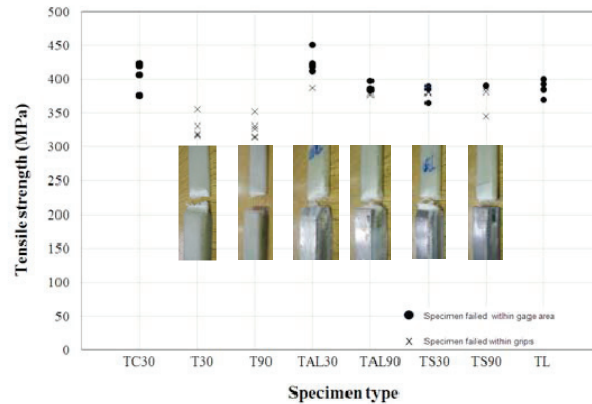 500
450
400
350
300
250
200
150
100
50
0
Tensile strength (MPa)
Specimen failed within gage area
Specimen failed within grips
TC30 T30 T90 TAL30 TAL90 TS30 TS90 TL
Specimen type